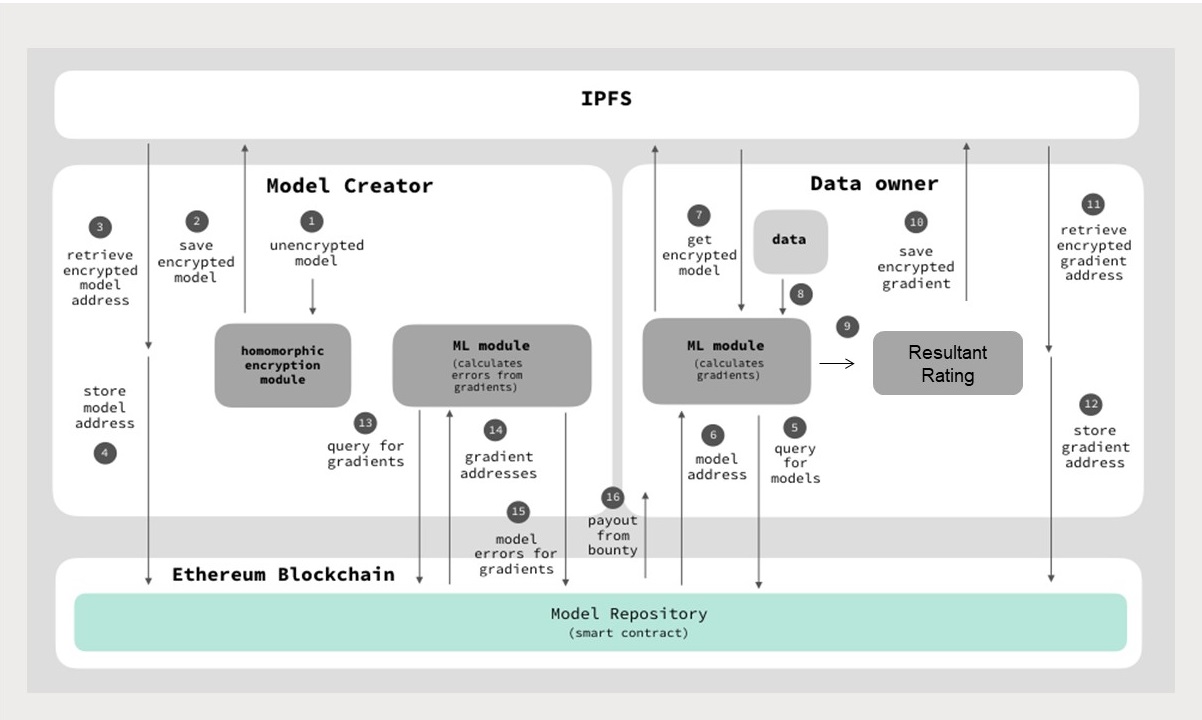 IPFS
Model Creator
3
retrieve
encrypted
model
address
2
save
encrypted
model
1
unencrypted
model
homomorphic
encryption
module
ML module
(calculates
errors from
gradients)
store
model
address
4
13
query for
gradients
14
gradient
addresses
15
model
errors for
gradients
16
payout
from
bounty
Data owner
7
get
encrypted
model
data
8
ML module
(calculates
gradients)
9
Resultant
Rating
10
save
encrypted
gradient
11
retrieve
encrypted
gradient
address
6
model
address
5
query
for
models
12
store
gradient
address
Ethereum Blockchain
Model Repository
(smart contract)